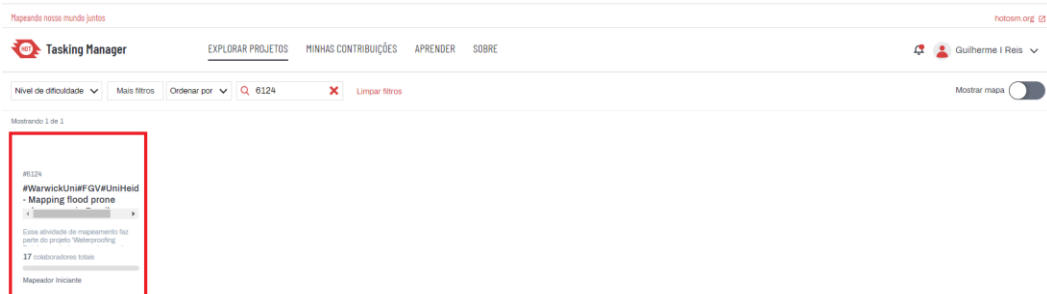 Mapeando nosso mundo juntos
hotosm.org
HOT Tasking Manager EXPLORAR PROJETOS MINHAS CONTRIBUIÇÕES APRENDER SOBRE Guilherme I Reis
Nível de dificuldade Mais filtros Ordenar por 6124 Limpar filtros Mostrar mapa
Mostrando 1 de 1
#6124
#WarwickUni#FGV#UniHeid
- Mapping flood prone
Essa atividade de mapeamento faz
parte do projeto 'Waterproofing
17 colaboradores totais
Mapeador Iniciante